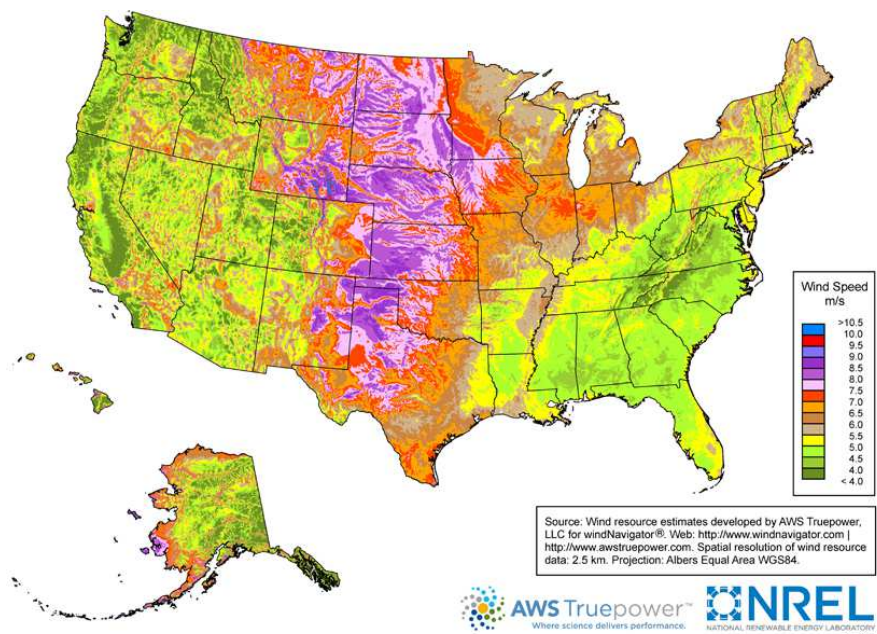 Wind Speed
m/s
>10.5
10.0
9.5
9.0
8.5
8.0
7.5
7.0
6.5
6.0
5.5
5.0
4.5
4.0
< 4.0
Source: Wind resource estimates developed by AWS Truepower,
LLC for windNavigator®. Web: http://www.windnavigator.com |
http://www.awstruepower.com. Spatial resolution of wind resource
data: 2.5 km. Projection: Albers Equal Area WGS84.
AWS Truepower™
Where science delivers performance.
NREL
NATIONAL RENEWABLE ENERGY LABORATORY